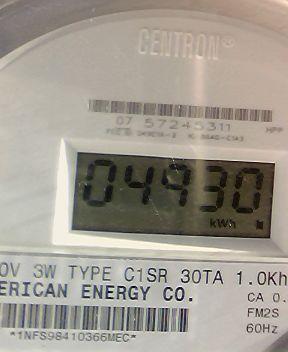 CENTRON®
07 57245311
HPP
04930
kWh
0V 3W TYPE C1SR 30TA 1.0Kh
ERICAN ENERGY CO.
CA 0.
FM2S
*1NFS98410366MEC*
60Hz